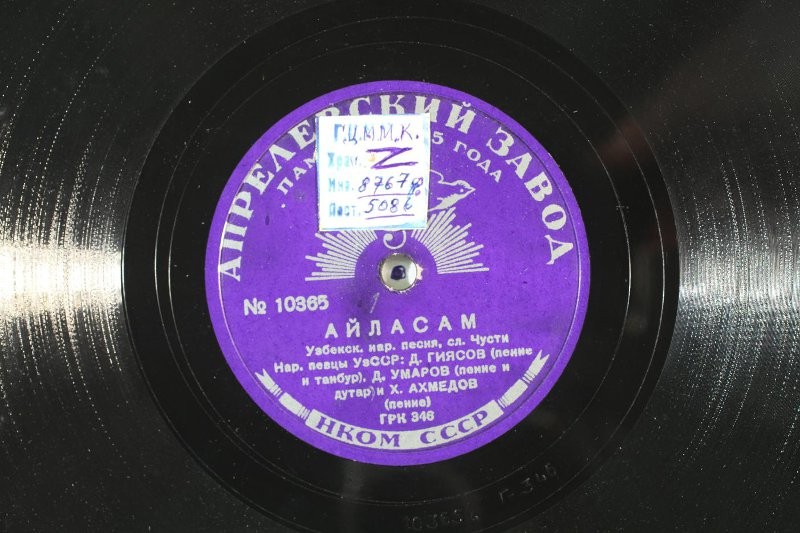 АПРЕЛЕВСКИЙ ЗАВОД
ПАМ 5 ГОДА
Г.Ц.М.М.К.
Хран. Z
Инв. 8767
Пост. 5086
№ 10365
АЙЛАСАМ
Узбекск. нар. песня, сл. Чусти
Нар. певцы УзССР: Д. ГИЯСОВ (пение
и танбур), Д. УМАРОВ (пение и
дутар) и Х. АХМЕДОВ
(пение)
ГРК 346
НКОМ СССР
10365